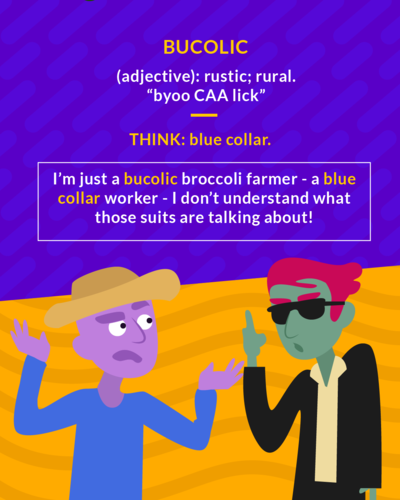 BUCOLIC
(adjective): rustic; rural.
“byoo CAA lick”
THINK: blue collar.
I’m just a bucolic broccoli farmer - a blue
collar worker - I don’t understand what
those suits are talking about!